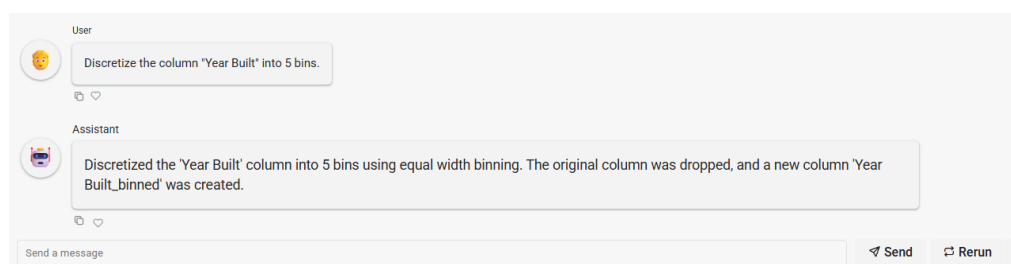 User
Discretize the column "Year Built" into 5 bins.
Assistant
Discretized the 'Year Built' column into 5 bins using equal width binning. The original column was dropped, and a new column 'Year
Built_binned' was created.
Send a message
Send
Rerun